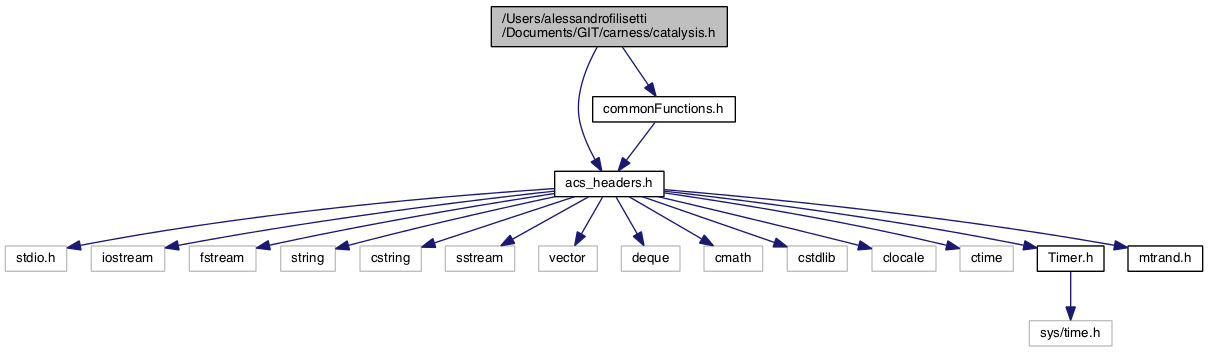 /Users/alessandrofilisetti
/Documents/GIT/carness/catalysis.h
commonFunctions.h
acs_headers.h
stdio.h
iostream
fstream
string
cstring
sstream
vector
deque
cmath
cstdlib
clocale
ctime
Timer.h
mtrand.h
sys/time.h